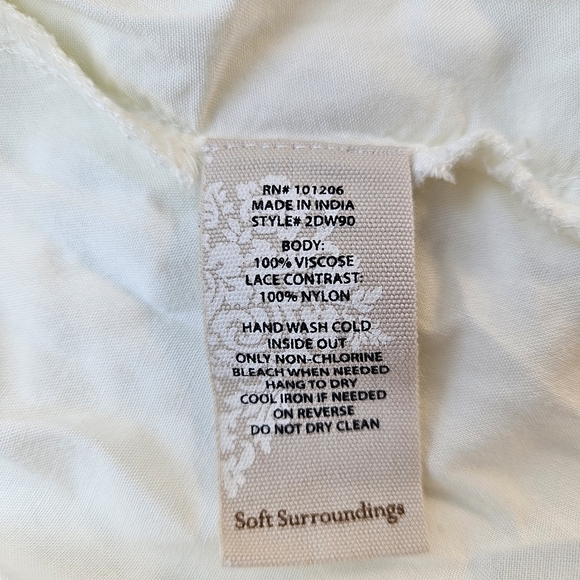 RN# 101206
MADE IN INDIA
STYLE# 2DW90
BODY:
100% VISCOSE
LACE CONTRAST:
100% NYLON
HAND WASH COLD
INSIDE OUT
ONLY NON-CHLORINE
BLEACH WHEN NEEDED
HANG TO DRY
COOL IRON IF NEEDED
ON REVERSE
DO NOT DRY CLEAN
Soft Surroundings